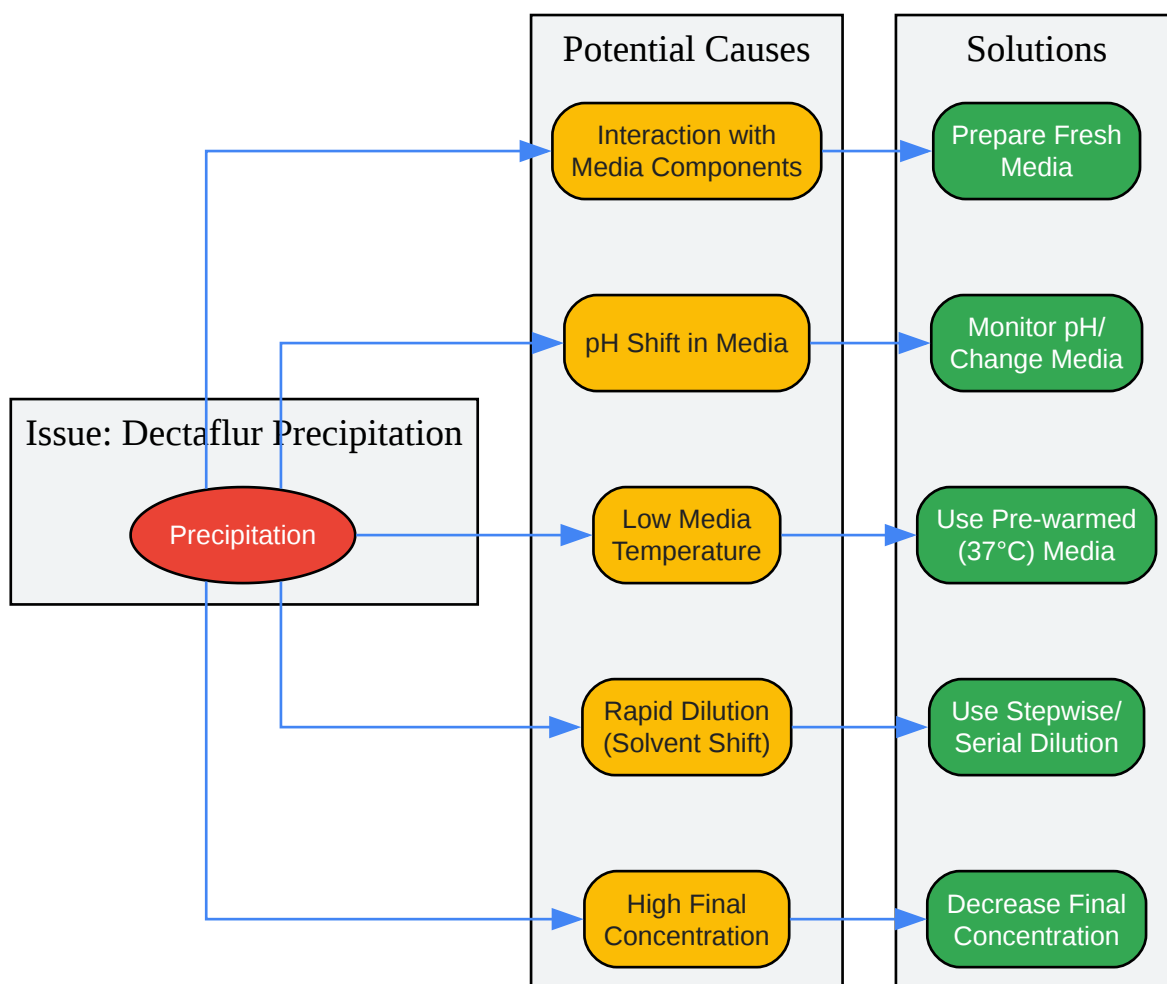 Potential Causes
Solutions
Interaction with
Media Components
Prepare Fresh
Media
pH Shift in Media
Monitor pH/
Change Media
Issue: Dectaflur Precipitation
Precipitation
Low Media
Temperature
Use Pre-warmed
(37°C) Media
Rapid Dilution
(Solvent Shift)
Use Stepwise/
Serial Dilution
High Final
Concentration
Decrease Final
Concentration